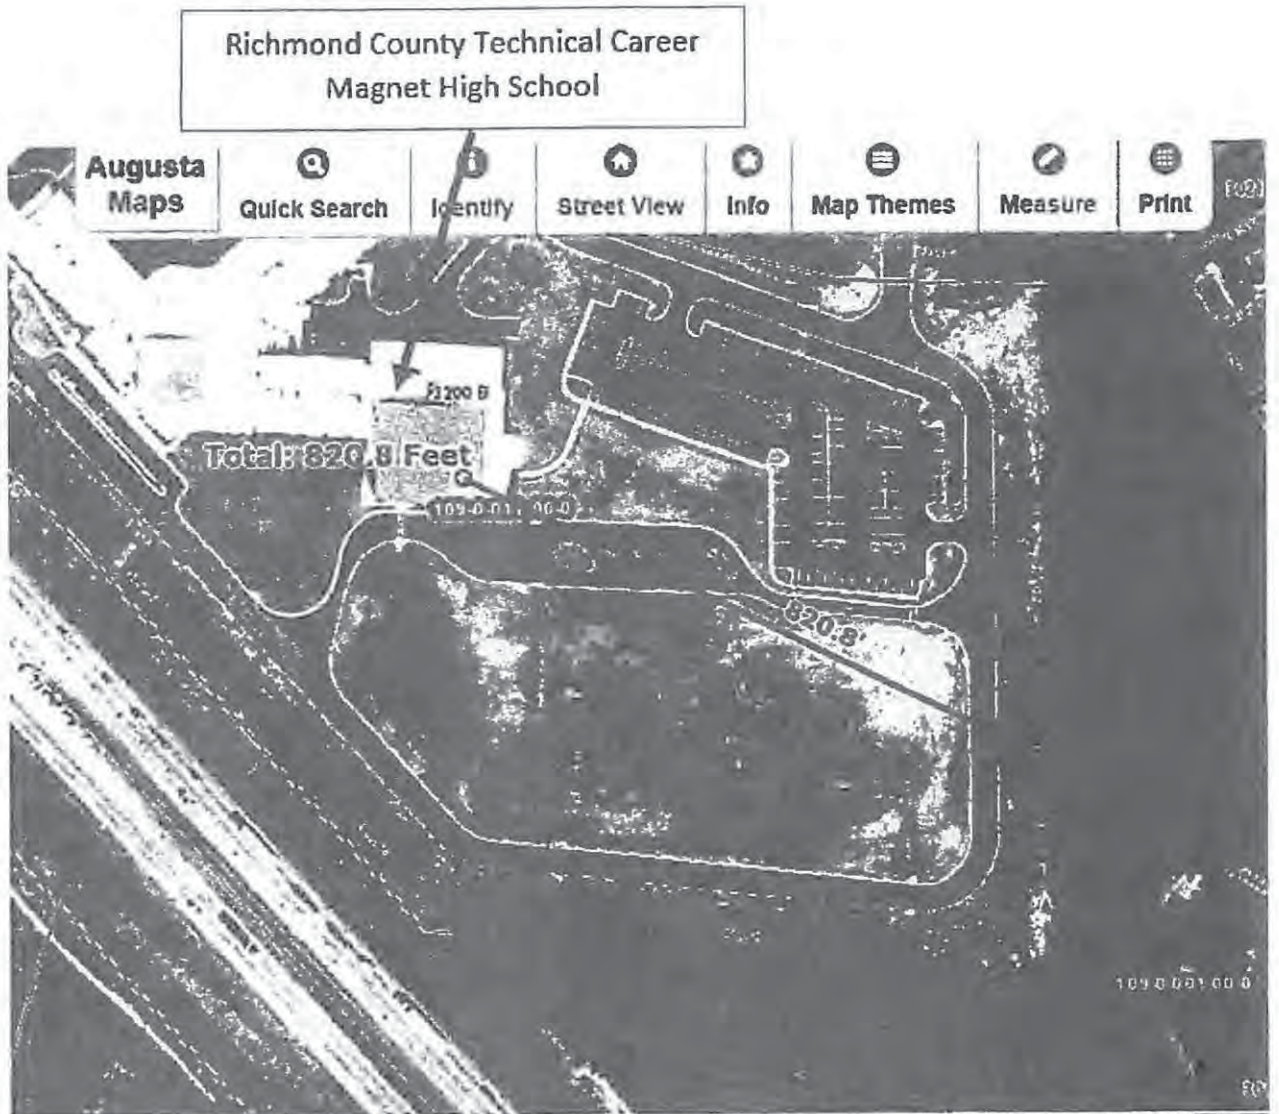 Richmond County Technical Career
Magnet High School
Augusta
Maps
Quick Search
Identify
Street View
Info
Map Themes
Measure
Print
200
Total: 820.8 Feet
820.8'